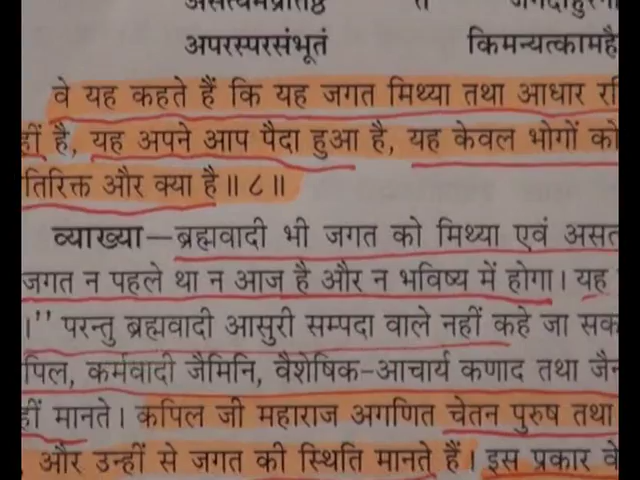 अपरस्परसंभूतं किमन्यत्कामहै
वे यह कहते हैं कि यह जगत मिथ्या तथा आधार रहि
हीं है, यह अपने आप पैदा हुआ है, यह केवल भोगों को
तिरिक्त और क्या है॥८॥
व्याख्या—ब्रह्मवादी भी जगत को मिथ्या एवं असत
जगत न पहले था न आज है और न भविष्य में होगा। यह
।’’ परन्तु ब्रह्मवादी आसुरी सम्पदा वाले नहीं कहे जा सक
पिल, कर्मवादी जैमिनि, वैशेषिक-आचार्य कणाद तथा जैन
हीं मानते। कपिल जी महाराज अगणित चेतन पुरुष तथा
और उन्हीं से जगत की स्थिति मानते हैं। इस प्रकार वे